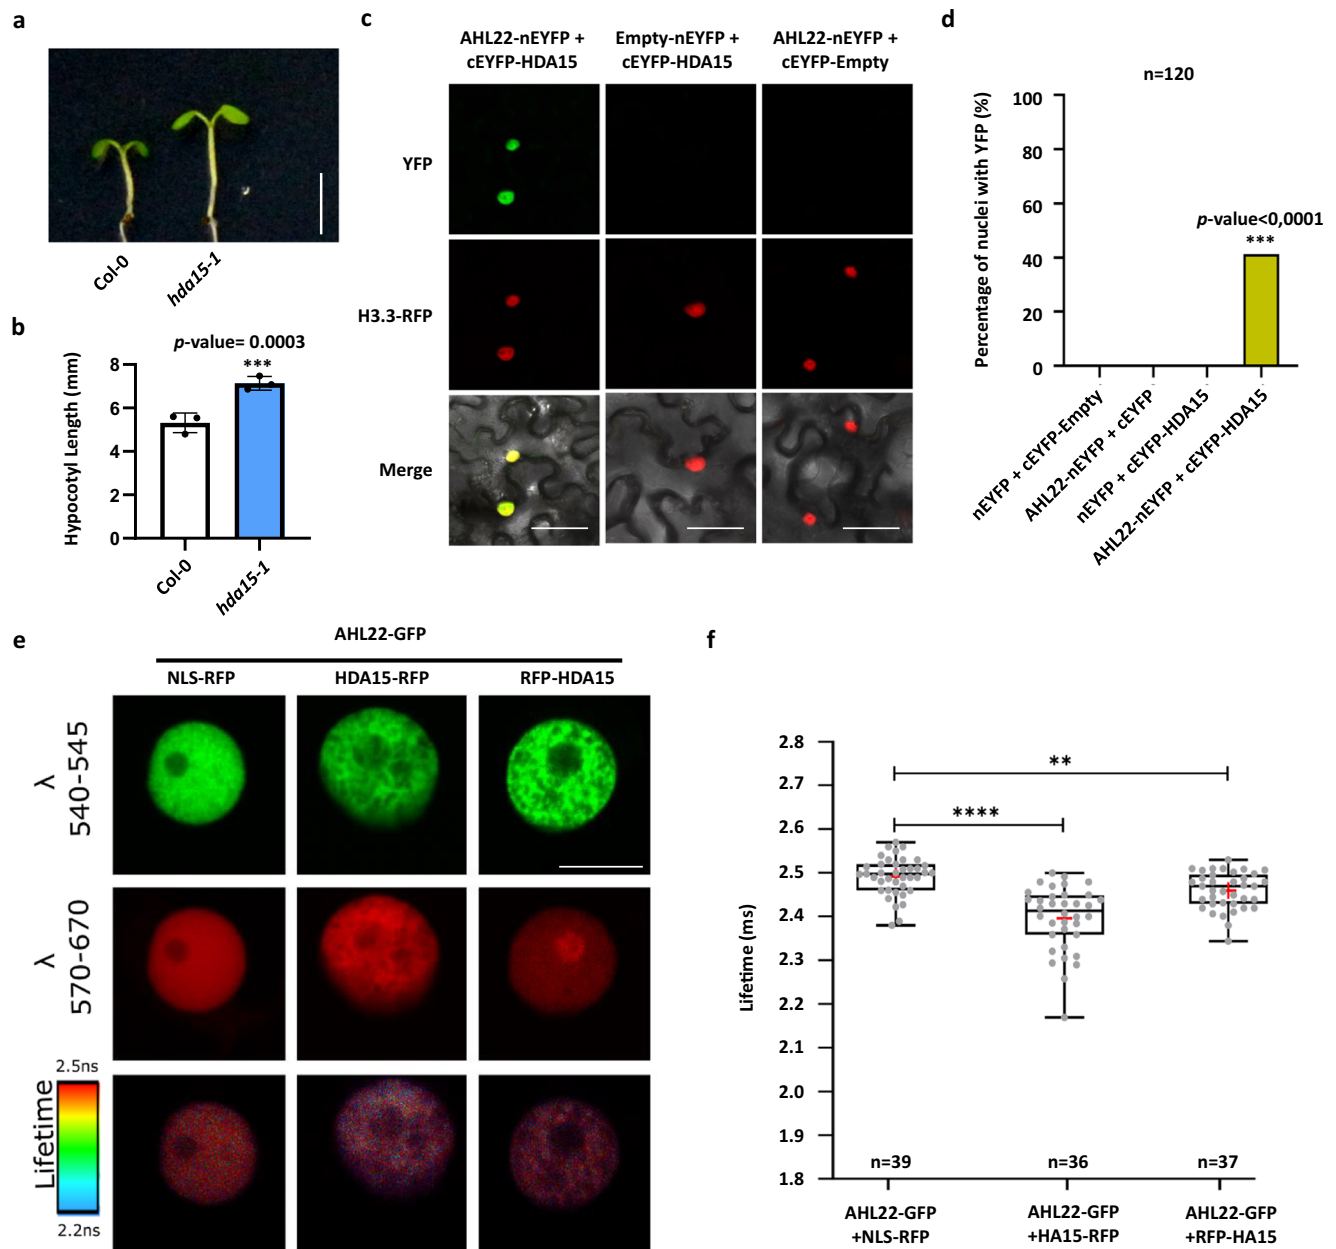 a
Col-0
hda15-1
b
p-value= 0.0003
***
Hypocotyl Length (mm)
8
6
4
2
0
Col-0
hda15-1
c
AHL22-nEYFP + cEYFP-HDA15
Empty-nEYFP + cEYFP-HDA15
AHL22-nEYFP + cEYFP-Empty
YFP
H3.3-RFP
Merge
d
n=120
Percentage of nuclei with YFP (%)
100
80
60
40
20
0
p-value<0,0001
***
nEYFP + cEYFP-Empty
AHL22-nEYFP + cEYFP
nEYFP + cEYFP-HDA15
AHL22-nEYFP + cEYFP-HDA15
e
AHL22-GFP
NLS-RFP
HDA15-RFP
RFP-HDA15
λ
540-545
λ
570-670
Lifetime
2.5ns
2.2ns
f
Lifetime (ms)
2.8
2.7
2.6
2.5
2.4
2.3
2.2
2.1
2.0
1.9
1.8
**
****
n=39
n=36
n=37
AHL22-GFP
+NLS-RFP
AHL22-GFP
+HA15-RFP
AHL22-GFP
+RFP-HA15